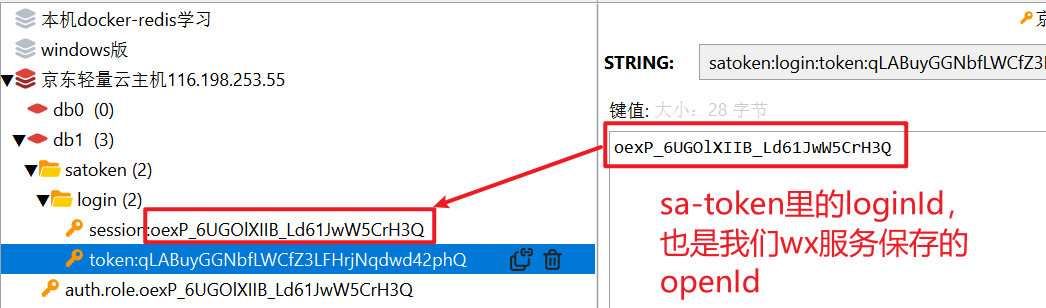 本机docker-redis学习
windows版
京东轻量云主机116.198.253.55
db0 (0)
db1 (3)
satoken (2)
login (2)
session:oexP_6UGOlXIIB_Ld61JwW5CrH3Q
token:qLABuyGGNbfLWCfZ3LFHrjNqdwd42phQ
auth.role.oexP_6UGOlXIIB_Ld61JwW5CrH3Q
STRING:
satoken:login:token:qLABuyGGNbfLWCfZ3L
键值: 大小：28 字节
oexP_6UGOlXIIB_Ld61JwW5CrH3Q
sa-token里的loginId，
也是我们wx服务保存的
openId